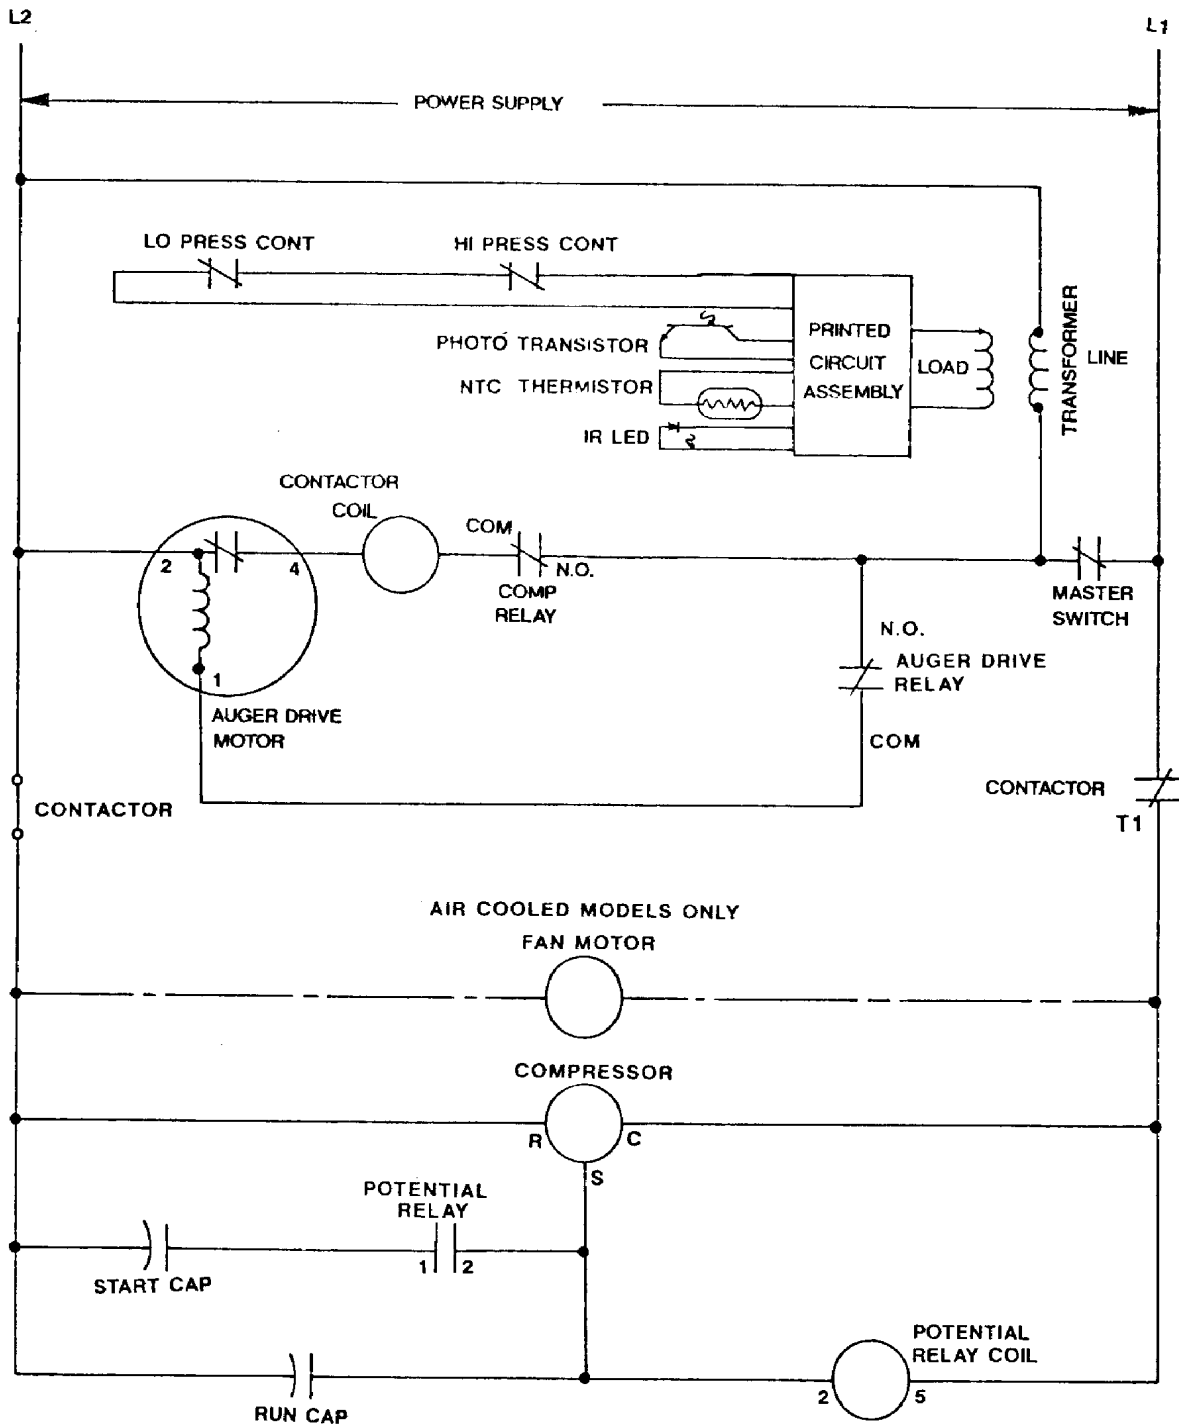 L2
L1
POWER SUPPLY
LO PRESS CONT
HI PRESS CONT
PHOTO TRANSISTOR
NTC THERMISTOR
IR LED
PRINTED
CIRCUIT
ASSEMBLY
LOAD
TRANSFORMER
LINE
CONTACTOR
COIL
COM
N.O.
COMP
RELAY
2
4
1
AUGER DRIVE
MOTOR
MASTER
SWITCH
N.O.
AUGER DRIVE
RELAY
COM
CONTACTOR
CONTACTOR
T1
AIR COOLED MODELS ONLY
FAN MOTOR
COMPRESSOR
R
C
S
POTENTIAL
RELAY
1
2
START CAP
POTENTIAL
RELAY COIL
2
5
RUN CAP